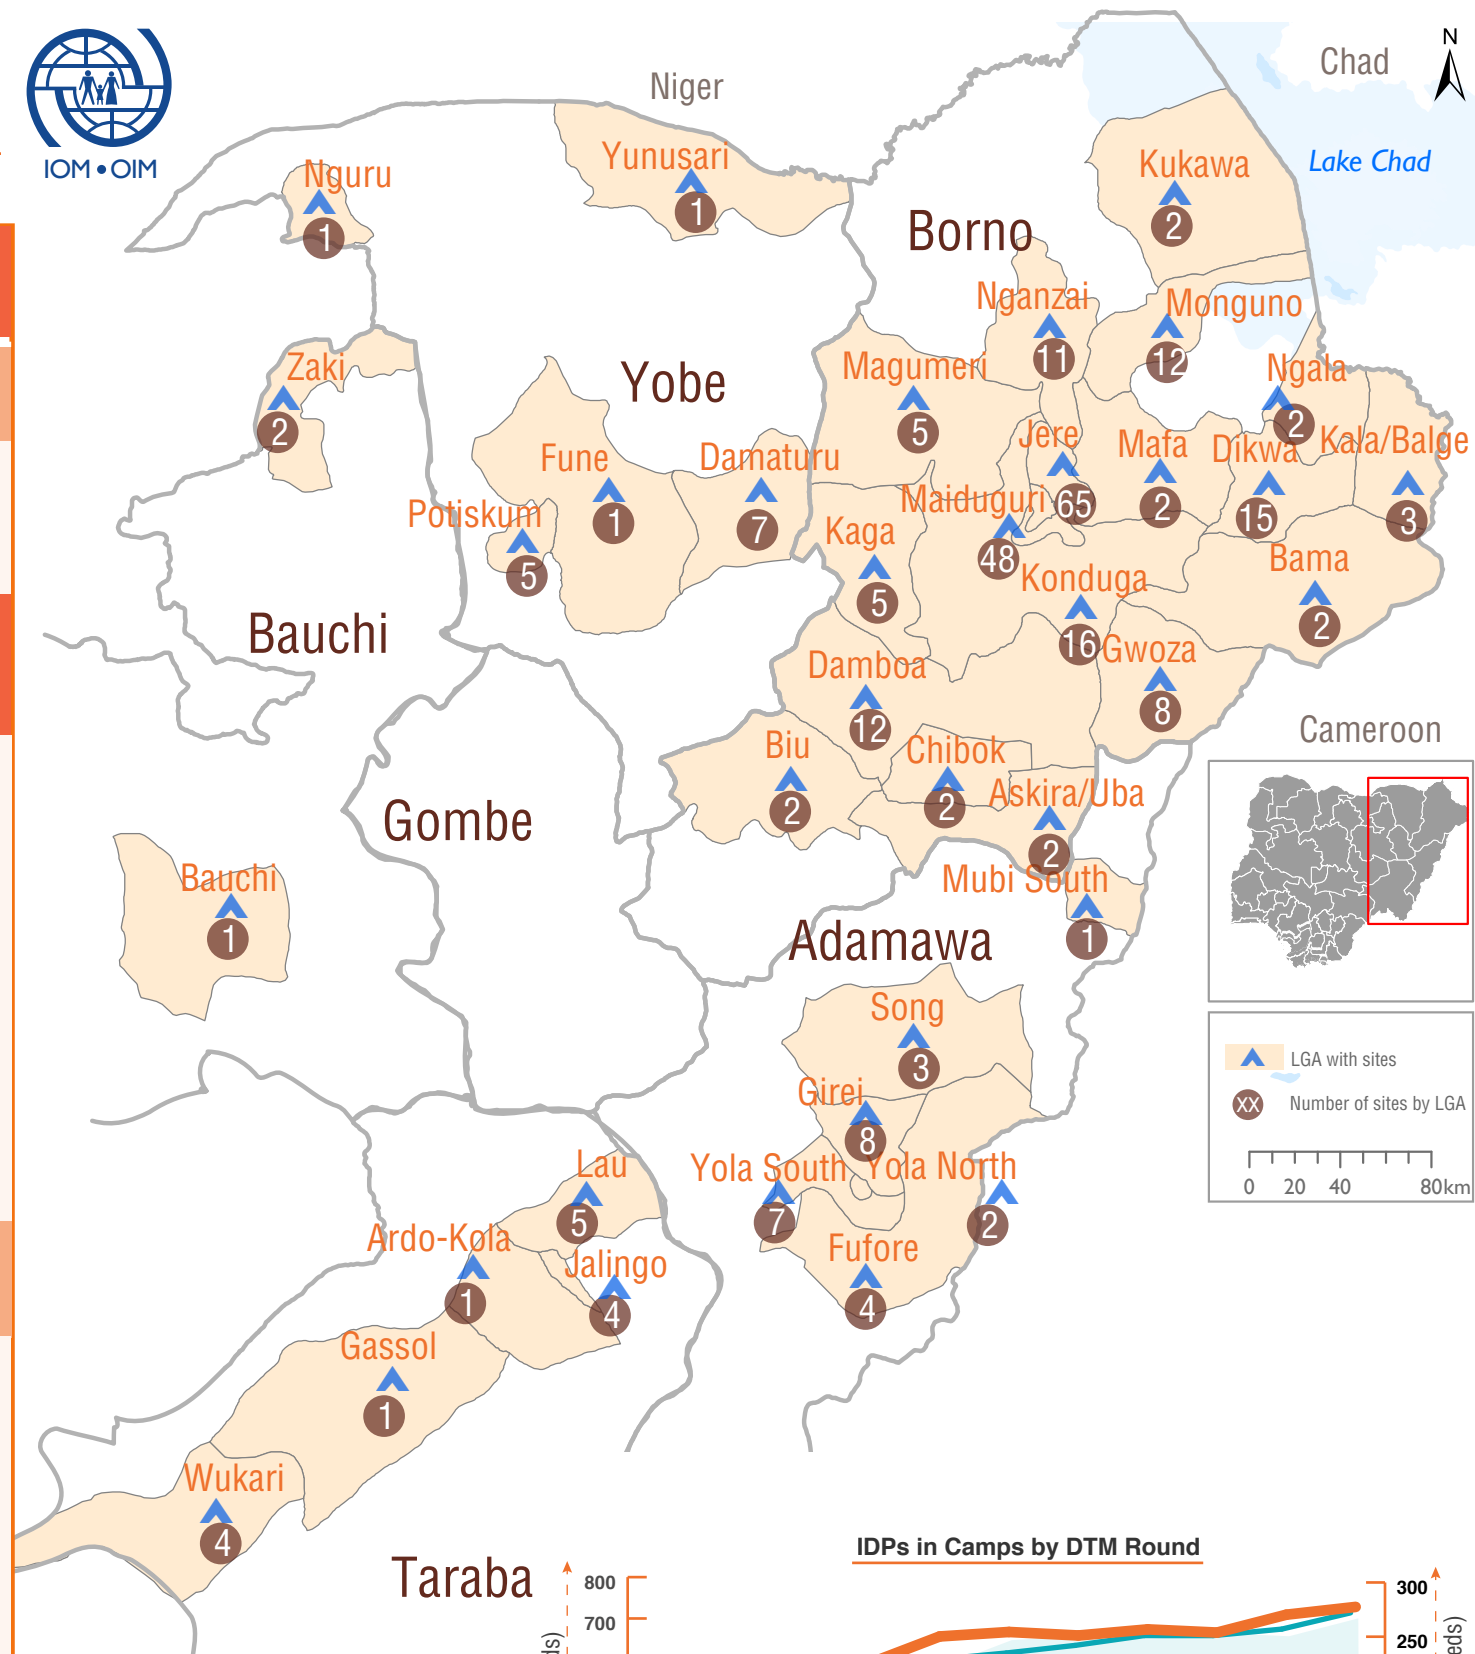 IOM • OIM
Niger
Chad
N
Lake Chad
Nguru
1
Yunusari
1
Kukawa
2
Borno
Nganzai
11
Monguno
12
Zaki
2
Yobe
Magumeri
5
Ngala
2
Fune
1
Damaturu
7
Jere
65
Mafa
2
Dikwa
15
Kala/Balge
3
Potiskum
5
Maiduguri
48
Kaga
5
Konduga
16
Bama
2
Bauchi
Damboa
12
Gwoza
8
Cameroon
Biu
2
Chibok
2
Askira/Uba
2
Gombe
Bauchi
1
Mubi South
1
Adamawa
Song
3
LGA with sites
XX
Number of sites by LGA
0 20 40 80km
Girei
8
Lau
5
Yola South
7
Yola North
2
Ardo-Kola
1
Jalingo
4
Fufore
4
Gassol
1
Wukari
4
Taraba
IDPs in Camps by DTM Round
800
700
300
250